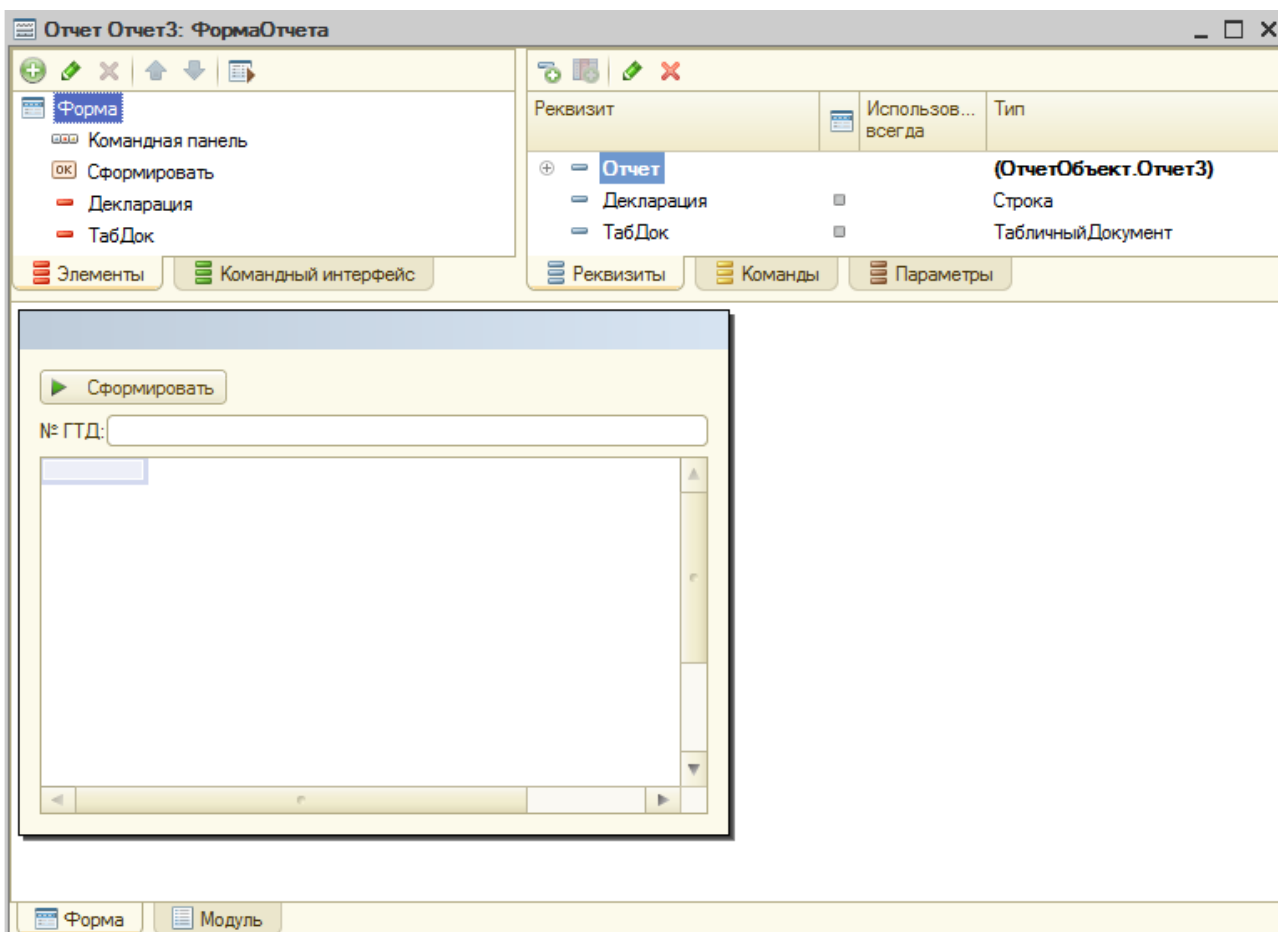 Отчет Отчет3: ФормаОтчета
Форма
Командная панель
OK Сформировать
Декларация
ТабДок
Элементы Командный интерфейс
Реквизит Использов... всегда Тип
Отчет (ОтчетОбъект.Отчет3)
Декларация Строка
ТабДок ТабличныйДокумент
Реквизиты Команды Параметры
Сформировать
№ ГТД:
Форма Модуль